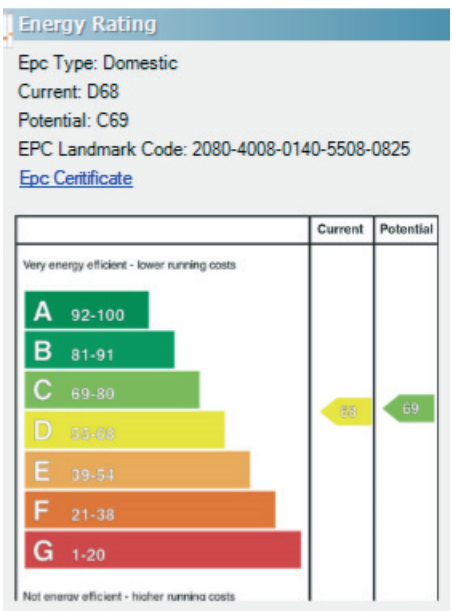 Energy Rating
Epc Type: Domestic
Current: D68
Potential: C69
EPC Landmark Code: 2080-4008-0140-5508-0825
Epc Ceritificate
Current Potential
Very energy efficient - lower running costs
A 92-100
B 81-91
C 69-80
D 55-68
E 39-54
F 21-38
G 1-20
68 69
Not energy efficient - higher running costs